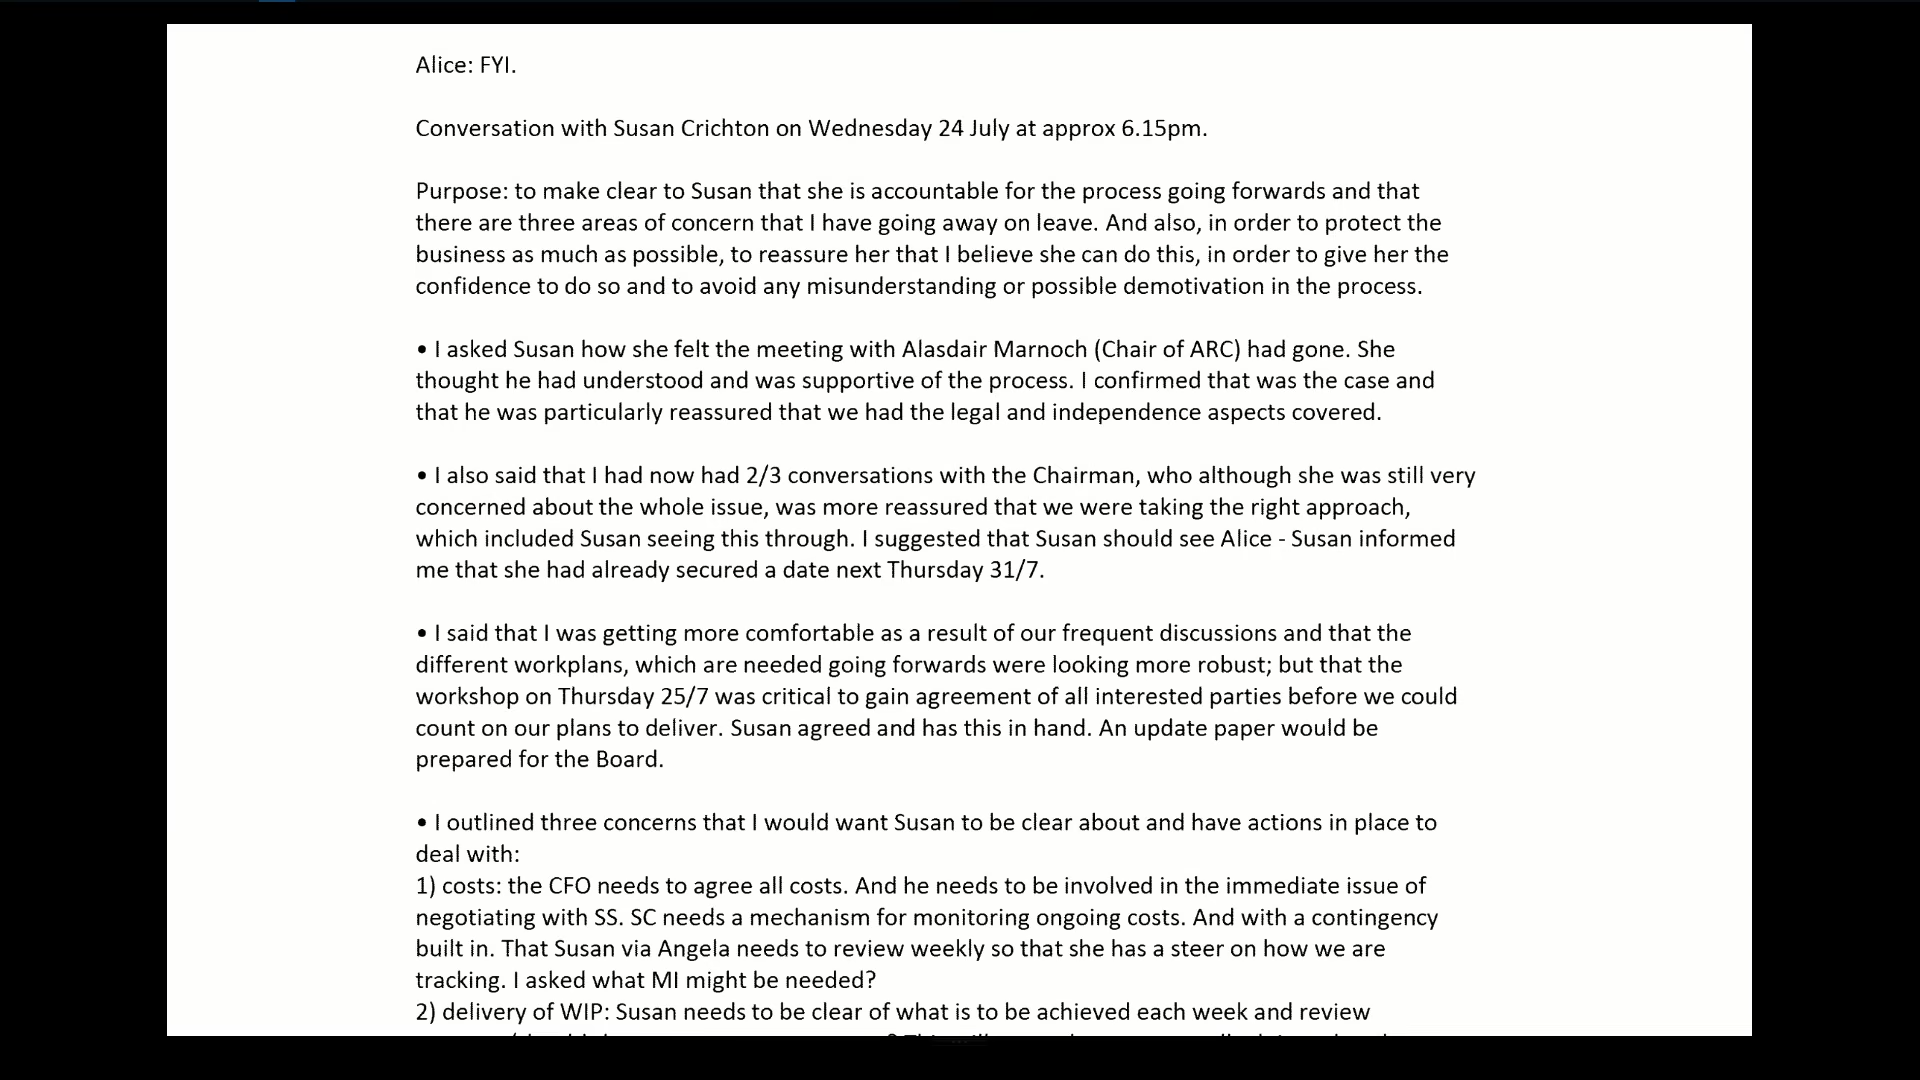 Alice: FYI.
Conversation with Susan Crichton on Wednesday 24 July at approx 6.15pm.
Purpose: to make clear to Susan that she is accountable for the process going forwards and that
there are three areas of concern that I have going away on leave. And also, in order to protect the
business as much as possible, to reassure her that I believe she can do this, in order to give her the
confidence to do so and to avoid any misunderstanding or possible demotivation in the process.
• I asked Susan how she felt the meeting with Alasdair Marnoch (Chair of ARC) had gone. She
thought he had understood and was supportive of the process. I confirmed that was the case and
that he was particularly reassured that we had the legal and independence aspects covered.
• I also said that I had now had 2/3 conversations with the Chairman, who although she was still very
concerned about the whole issue, was more reassured that we were taking the right approach,
which included Susan seeing this through. I suggested that Susan should see Alice - Susan informed
me that she had already secured a date next Thursday 31/7.
• I said that I was getting more comfortable as a result of our frequent discussions and that the
different workplans, which are needed going forwards were looking more robust; but that the
workshop on Thursday 25/7 was critical to gain agreement of all interested parties before we could
count on our plans to deliver. Susan agreed and has this in hand. An update paper would be
prepared for the Board.
• I outlined three concerns that I would want Susan to be clear about and have actions in place to
deal with:
1) costs: the CFO needs to agree all costs. And he needs to be involved in the immediate issue of
negotiating with SS. SC needs a mechanism for monitoring ongoing costs. And with a contingency
built in. That Susan via Angela needs to review weekly so that she has a steer on how we are
tracking. I asked what MI might be needed?
2) delivery of WIP: Susan needs to be clear of what is to be achieved each week and review